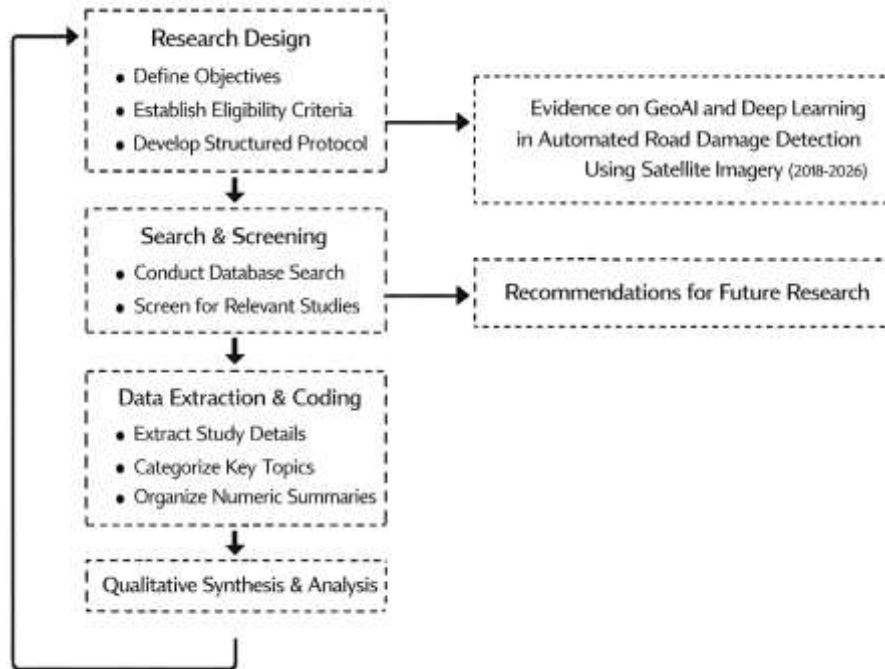 Research Design
• Define Objectives
• Establish Eligibility Criteria
• Develop Structured Protocol
Evidence on GeoAI and Deep Learning
in Automated Road Damage Detection
Using Satellite Imagery (2018-2026)
Search & Screening
• Conduct Database Search
• Screen for Relevant Studies
Recommendations for Future Research
Data Extraction & Coding
• Extract Study Details
• Categorize Key Topics
• Organize Numeric Summaries
Qualitative Synthesis & Analysis